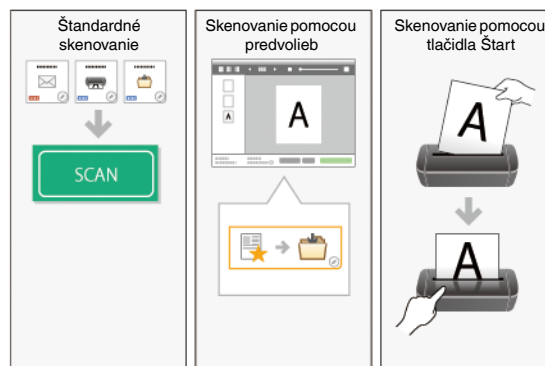 Štandardné
skenovanie
SCAN
Skenovanie pomocou
predvolieb
A
A
Skenovanie pomocou
tlačidla Štart
A
A